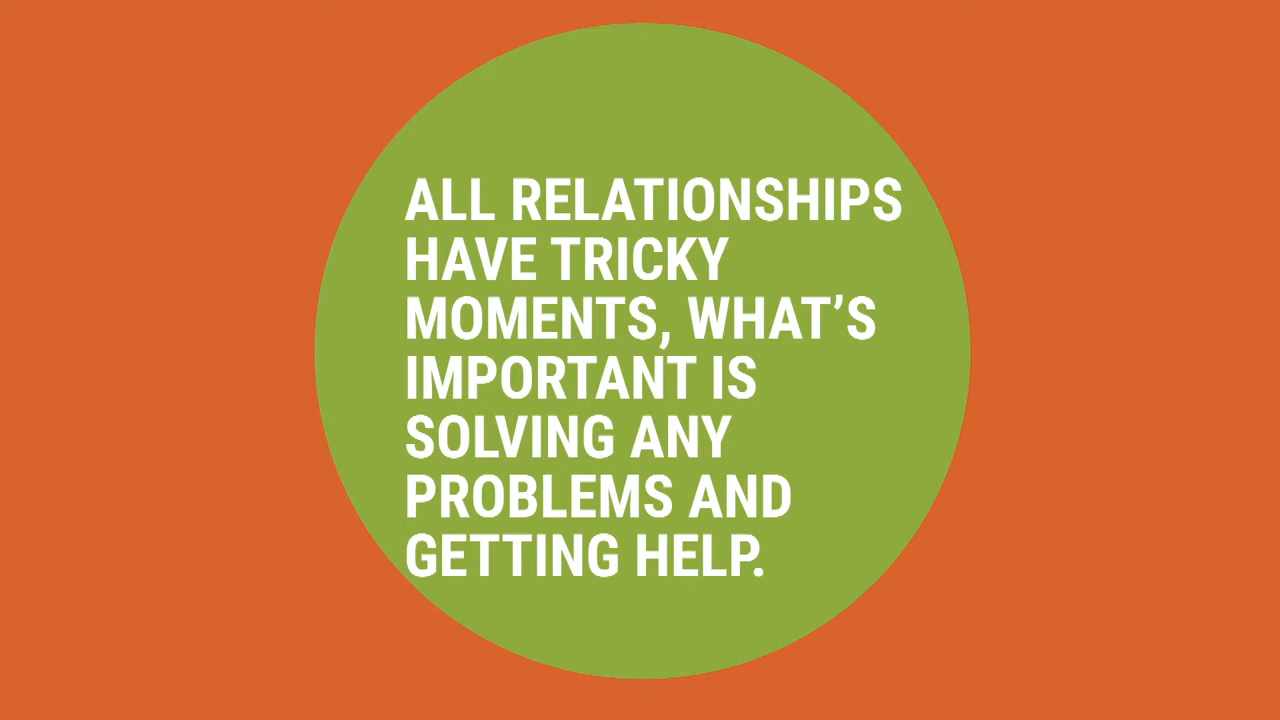 ALL RELATIONSHIPS
HAVE TRICKY
MOMENTS, WHAT’S
IMPORTANT IS
SOLVING ANY
PROBLEMS AND
GETTING HELP.